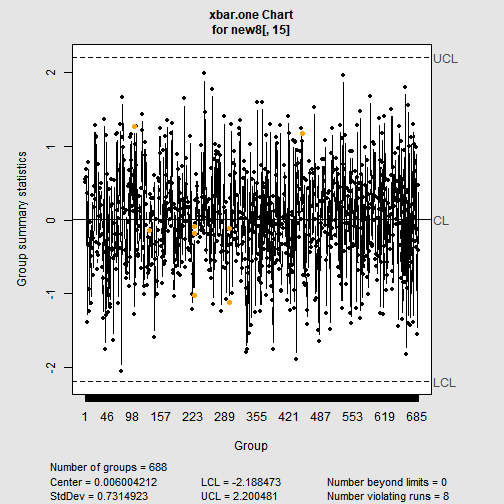 xbar.one Chart
for new8[, 15]
UCL
2
1
0
-1
-2
CL
LCL
Group summary statistics
1 46 98 157 223 289 355 421 487 553 619 685
Group
Number of groups = 688
Center = 0.006004212 LCL = -2.188473 Number beyond limits = 0
StdDev = 0.7314923 UCL = 2.200481 Number violating runs = 8